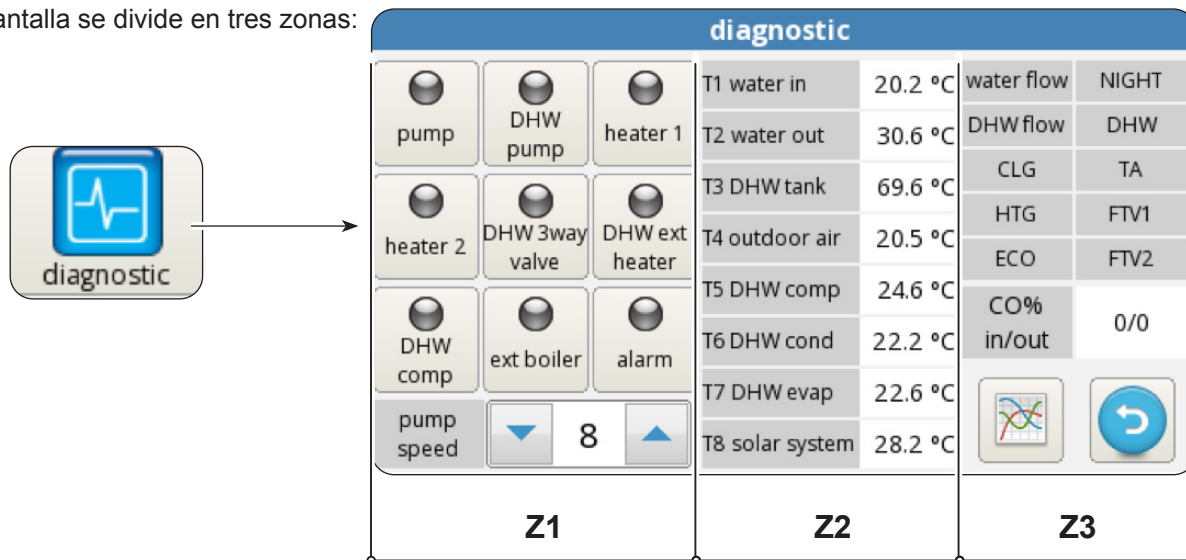 antalla se divide en tres zonas:
diagnostic
diagnostic
pump
DHW
pump
heater 1
heater 2
DHW 3way
valve
DHW ext
heater
DHW
comp
ext boiler
alarm
pump
speed
8
T1 water in 20.2 °C
T2 water out 30.6 °C
T3 DHW tank 69.6 °C
T4 outdoor air 20.5 °C
T5 DHW comp 24.6 °C
T6 DHW cond 22.2 °C
T7 DHW evap 22.6 °C
T8 solar system 28.2 °C
water flow NIGHT
DHW flow DHW
CLG TA
HTG FTV1
ECO FTV2
CO%
in/out
0/0
Z1 Z2 Z3